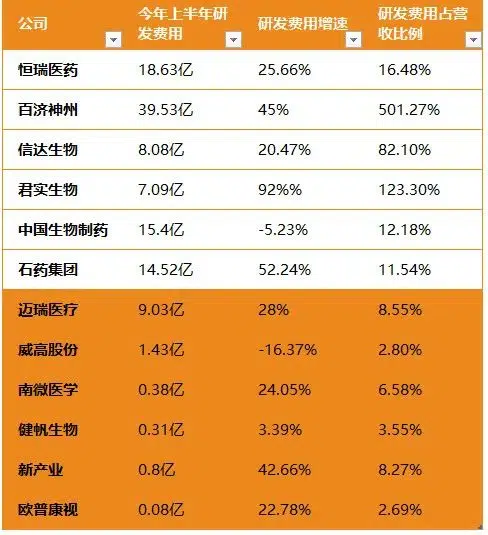 公司 今年上半年研发费用 研发费用增速 研发费用占营收比例
恒瑞医药 18.63亿 25.66% 16.48%
百济神州 39.53亿 45% 501.27%
信达生物 8.08亿 20.47% 82.10%
君实生物 7.09亿 92%% 123.30%
中国生物制药 15.4亿 -5.23% 12.18%
石药集团 14.52亿 52.24% 11.54%
迈瑞医疗 9.03亿 28% 8.55%
威高股份 1.43亿 -16.37% 2.80%
南微医学 0.38亿 24.05% 6.58%
健帆生物 0.31亿 3.39% 3.55%
新产业 0.8亿 42.66% 8.27%
欧普康视 0.08亿 22.78% 2.69%